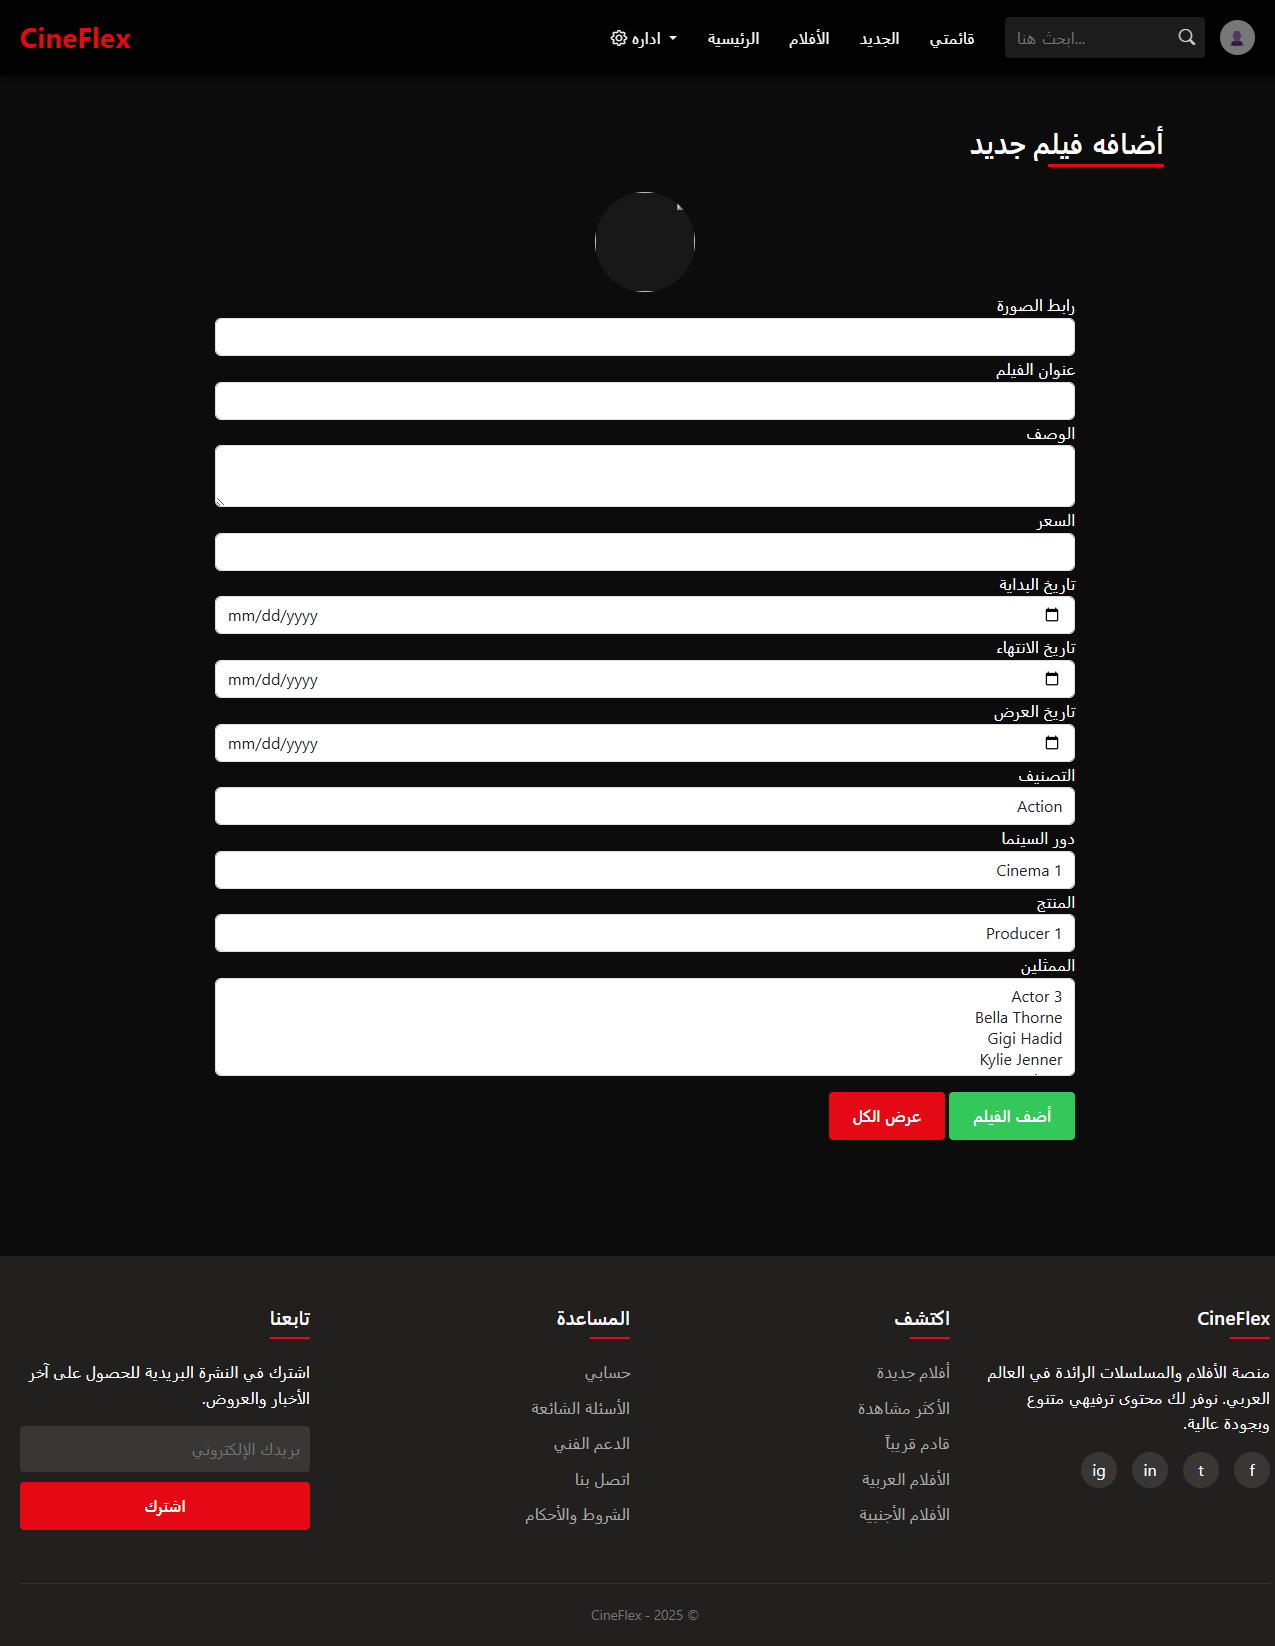 CineFlex
اداره
الرئيسية
الأفلام
الجديد
قائمتي
ابحث هنا...
أضافه فيلم جديد
رابط الصورة
عنوان الفيلم
الوصف
السعر
تاريخ البداية
mm/dd/yyyy
تاريخ الانتهاء
mm/dd/yyyy
تاريخ العرض
mm/dd/yyyy
التصنيف
Action
دور السينما
Cinema 1
المنتج
Producer 1
الممثلين
Actor 3
Bella Thorne
Gigi Hadid
Kylie Jenner
أضف الفيلم
عرض الكل
CineFlex
منصة الأفلام والمسلسلات الرائدة في العالم
العربي. نوفر لك محتوى ترفيهي متنوع
وبجودة عالية.
f
t
in
ig
اكتشف
أفلام جديدة
الأكثر مشاهدة
قادم قريباً
الأفلام العربية
الأفلام الأجنبية
المساعدة
حسابي
الأسئلة الشائعة
الدعم الفني
اتصل بنا
الشروط والأحكام
تابعنا
اشترك في النشرة البريدية للحصول على آخر
الأخبار والعروض.
بريدك الإلكتروني
اشترك
CineFlex - 2025 ©